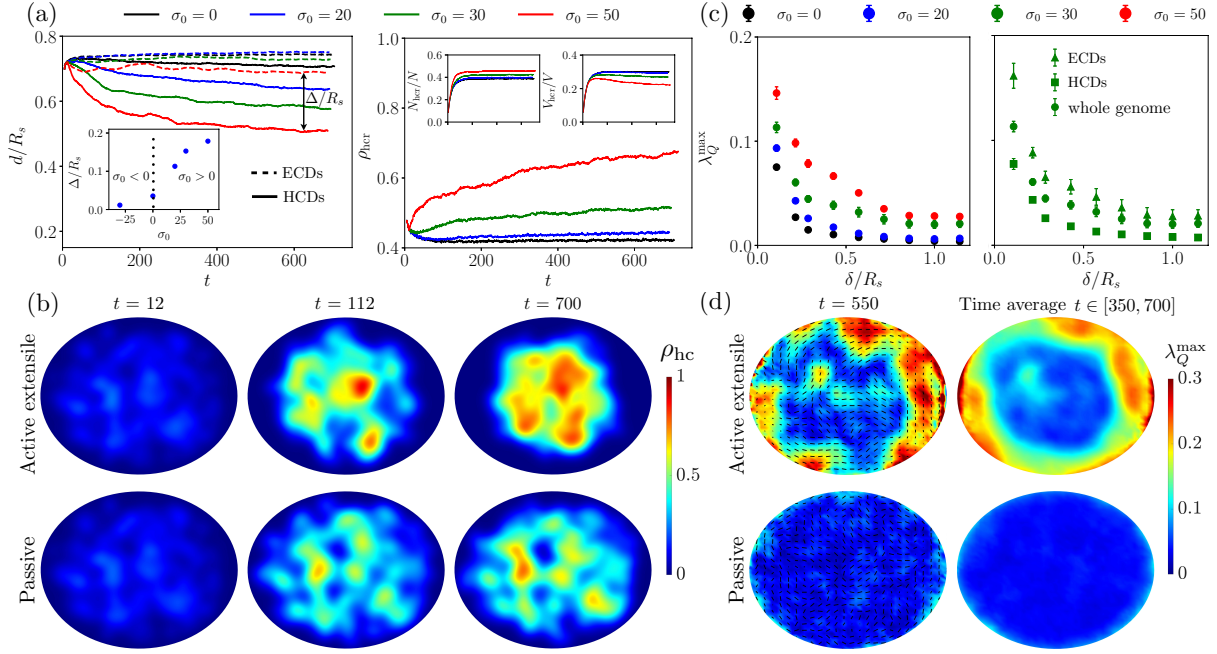 (a) σ₀ = 0 σ₀ = 20 σ₀ = 30 σ₀ = 50
d/Rₛ
0.8
0.6
0.4
0.2
0 200 400 600
t
Δ/Rₛ
ECDs
HCDs
Δ/Rₛ
0.2
0.1
0.0
σ₀ < 0
σ₀ > 0
−25 0 25 50
σ₀
ρhcr
1.0
0.8
0.6
0.4
0 200 400 600
t
Nhcr/N
0.6
0.4
0.2
0.0
Vhcr/V
0.4
0.2
0.0
(c) σ₀ = 0 σ₀ = 20 σ₀ = 30 σ₀ = 50
λQmax
0.2
0.1
0.0
0.0 0.5 1.0
δ/Rₛ
ECDs
HCDs
whole genome
0.0 0.5 1.0
δ/Rₛ
(b) t = 12 t = 112 t = 700
Active extensile
Passive
ρhc
1
0.5
0
(d) t = 550 Time average t ∈ [350, 700]
Active extensile
Passive
λQmax
0.3
0.2
0.1
0